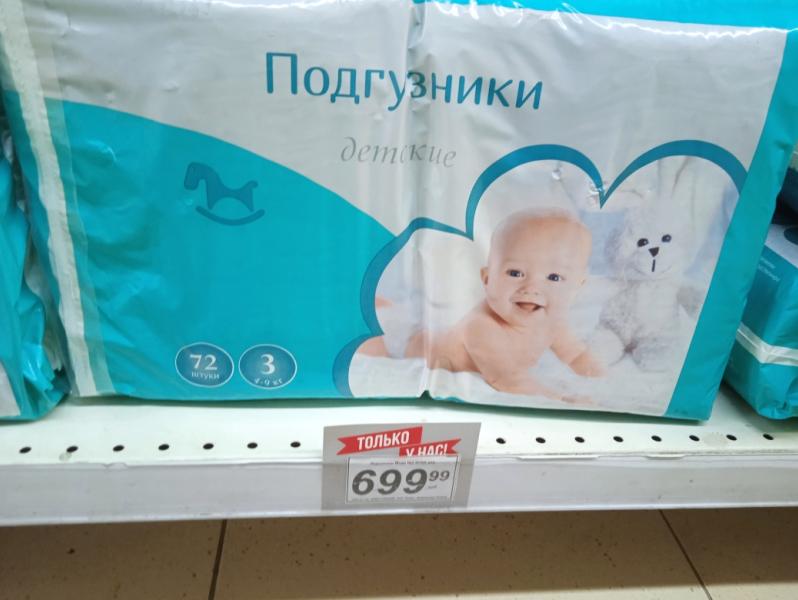 Подгузники
детские
72
штуки
3
4-9 кг
ТОЛЬКО
У НАС!
699 99